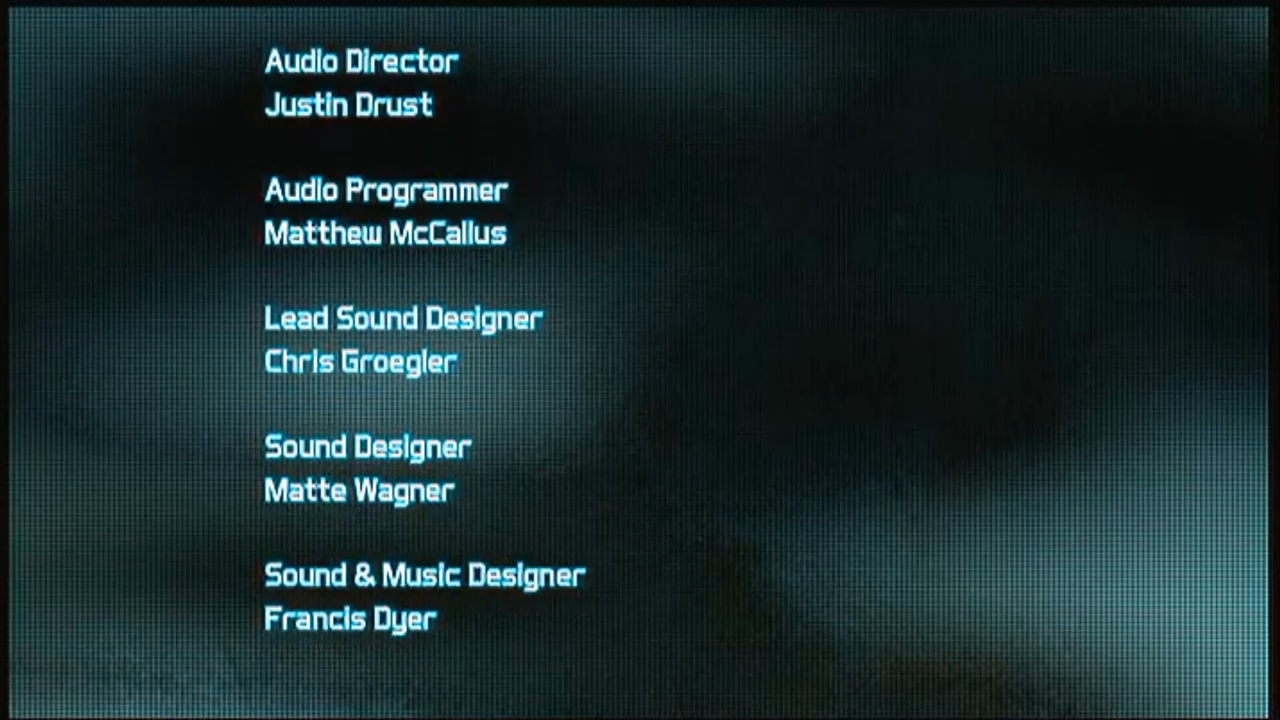 Audio Director
Justin Drust
Audio Programmer
Matthew McCallus
Lead Sound Designer
Chris Groegler
Sound Designer
Matte Wagner
Sound & Music Designer
Francis Dyer